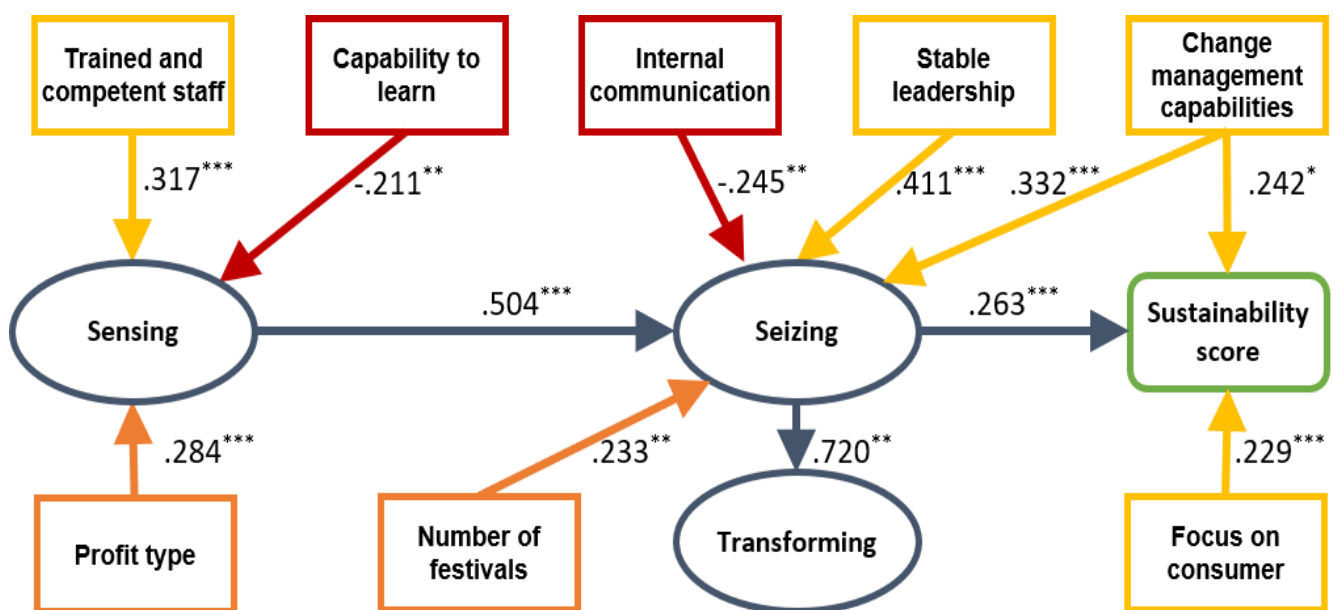 Trained and
competent staff
Capability to
learn
Internal
communication
Stable
leadership
Change
management
capabilities
.317***
-.211**
-.245**
.411***
.332***
.242*
Sensing
.504***
Seizing
.263***
Sustainability
score
.284***
.233**
.720**
.229***
Profit type
Number of
festivals
Transforming
Focus on
consumer